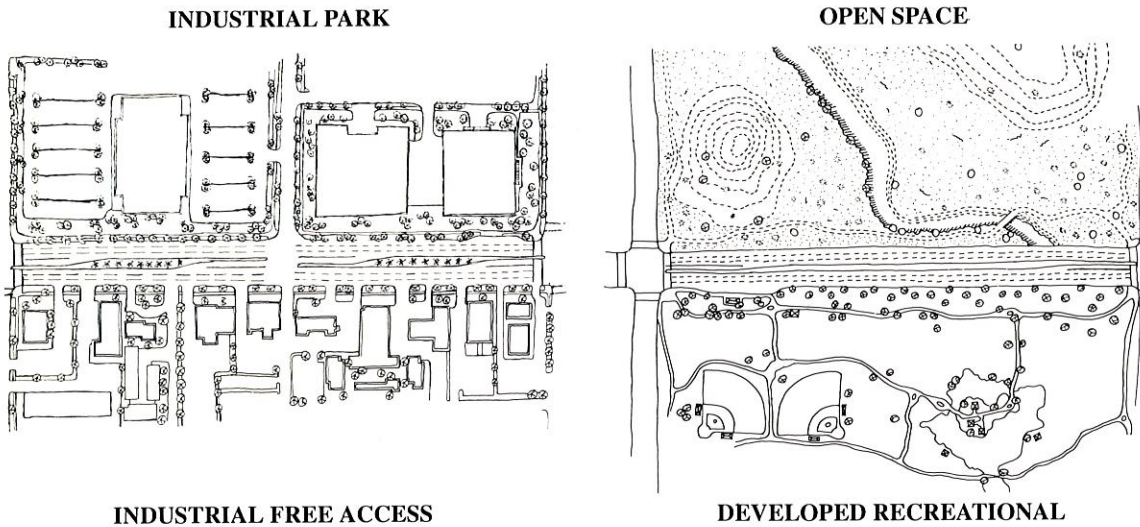 INDUSTRIAL PARK
OPEN SPACE
INDUSTRIAL FREE ACCESS
DEVELOPED RECREATIONAL